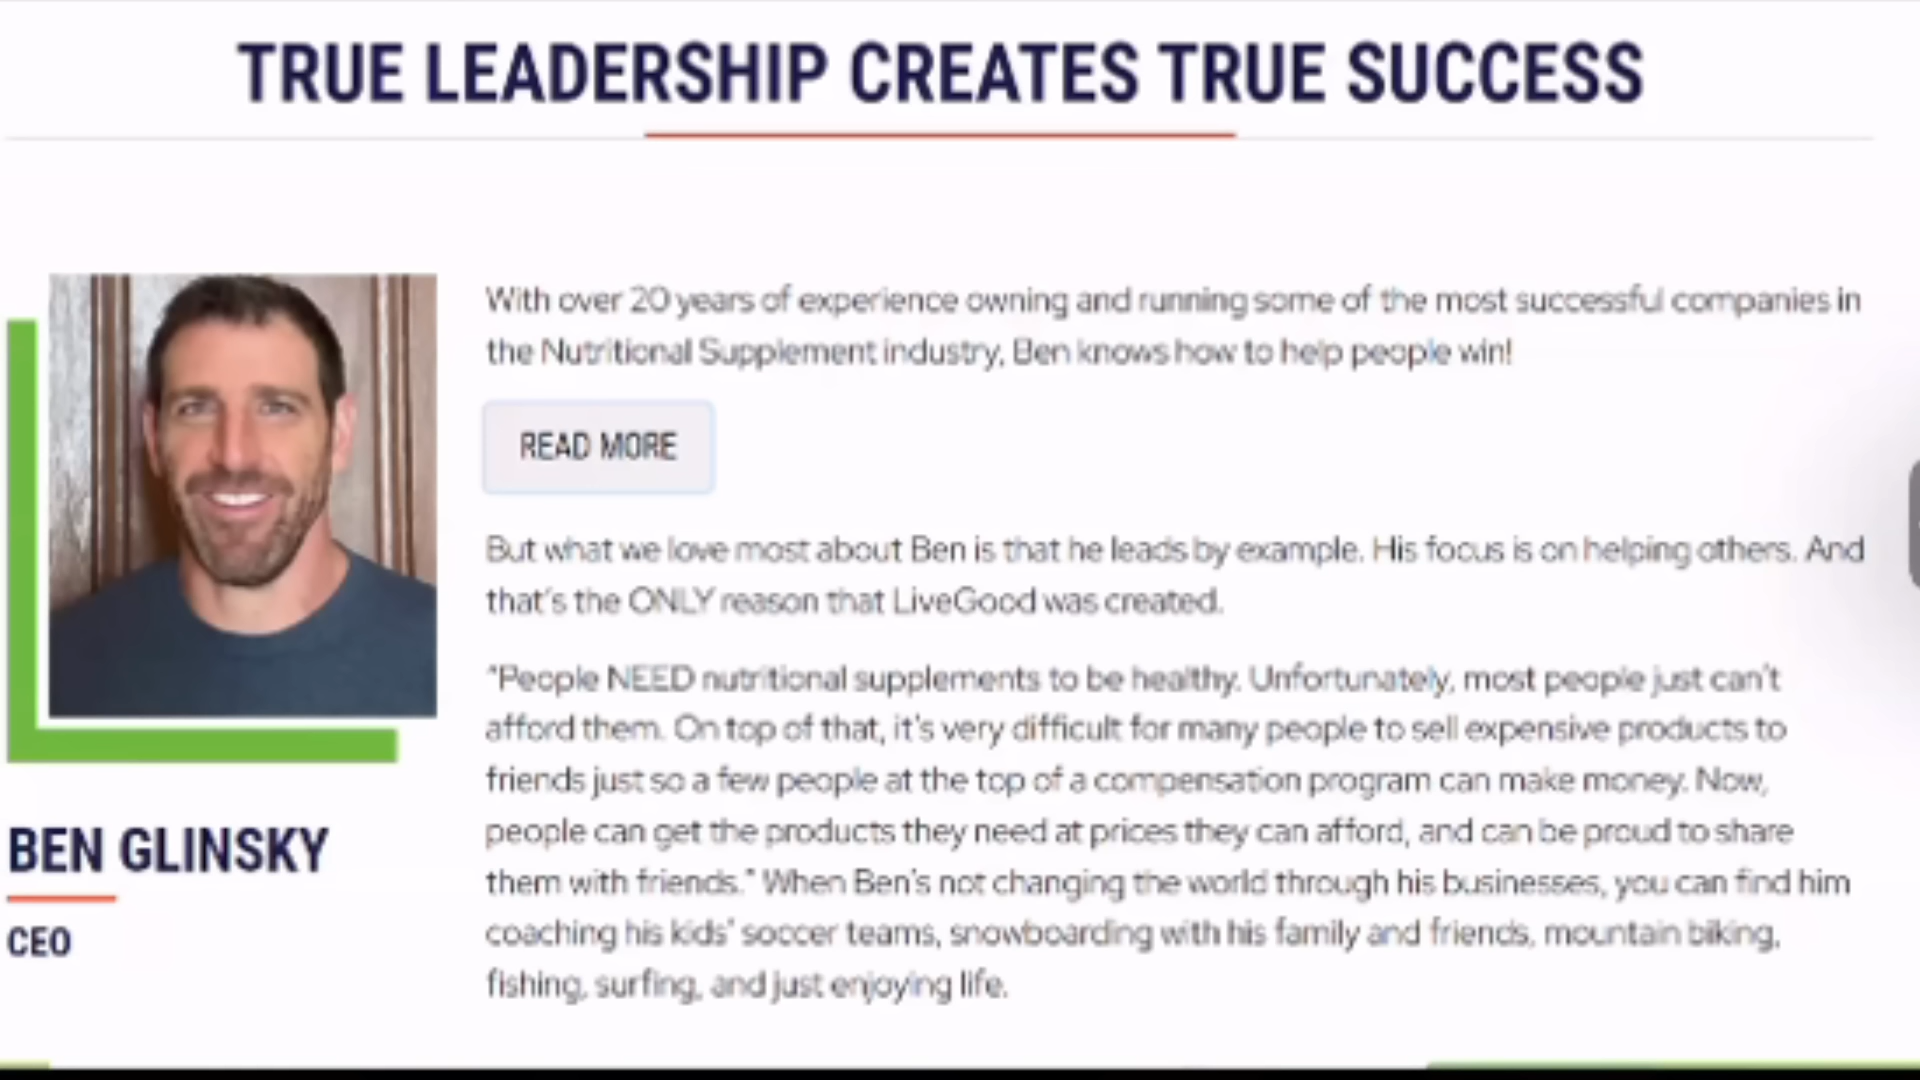 TRUE LEADERSHIP CREATES TRUE SUCCESS
With over 20 years of experience owning and running some of the most successful companies in
the Nutritional Supplement industry, Ben knows how to help people win!
READ MORE
But what we love most about Ben is that he leads by example. His focus is on helping others. And
that's the ONLY reason that LiveGood was created.
"People NEED nutritional supplements to be healthy. Unfortunately, most people just can't
afford them. On top of that, it's very difficult for many people to sell expensive products to
friends just so a few people at the top of a compensation program can make money. Now,
people can get the products they need at prices they can afford, and can be proud to share
them with friends." When Ben's not changing the world through his businesses, you can find him
coaching his kids' soccer teams, snowboarding with his family and friends, mountain biking,
fishing, surfing, and just enjoying life.
BEN GLINSKY
CEO